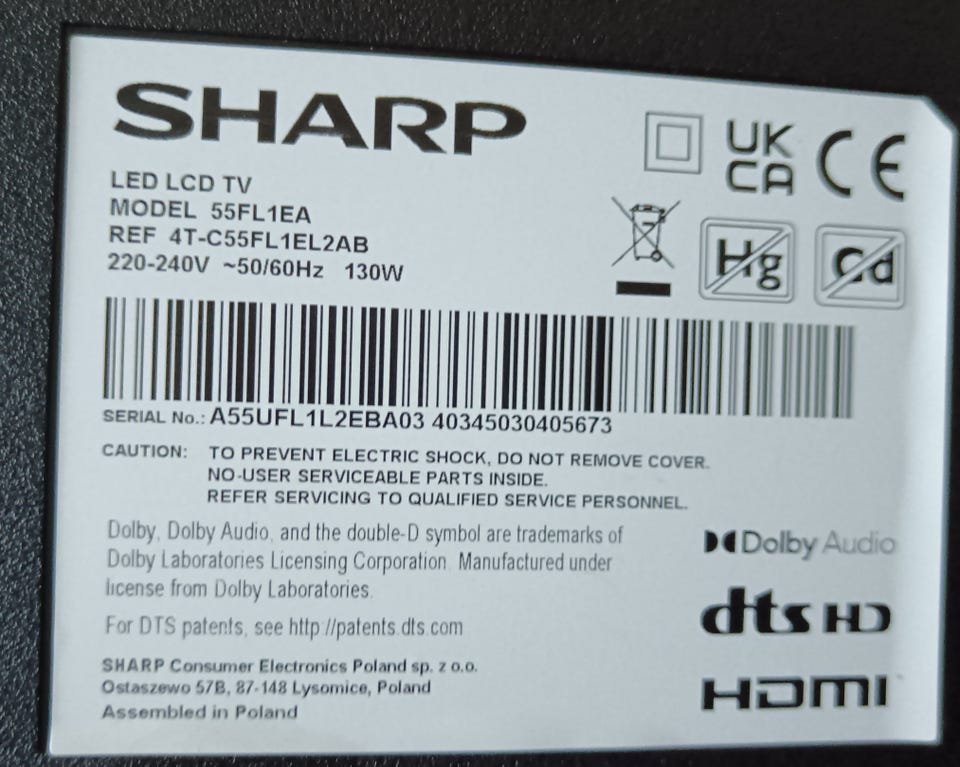 SHARP
UK
CA
CE
LED LCD TV
MODEL 55FL1EA
REF 4T-C55FL1EL2AB
220-240V ~50/60Hz 130W
Hg
Cd
SERIAL No.: A55UFL1L2EBA03 40345030405673
CAUTION: TO PREVENT ELECTRIC SHOCK, DO NOT REMOVE COVER.
NO-USER SERVICEABLE PARTS INSIDE.
REFER SERVICING TO QUALIFIED SERVICE PERSONNEL.
Dolby, Dolby Audio, and the double-D symbol are trademarks of
Dolby Laboratories Licensing Corporation. Manufactured under
license from Dolby Laboratories.
Dolby Audio
For DTS patents, see http://patents.dts.com
dts HD
SHARP Consumer Electronics Poland sp. z o.o.
Ostaszewo 57B, 87-148 Lysomice, Poland
Assembled in Poland
HDMI